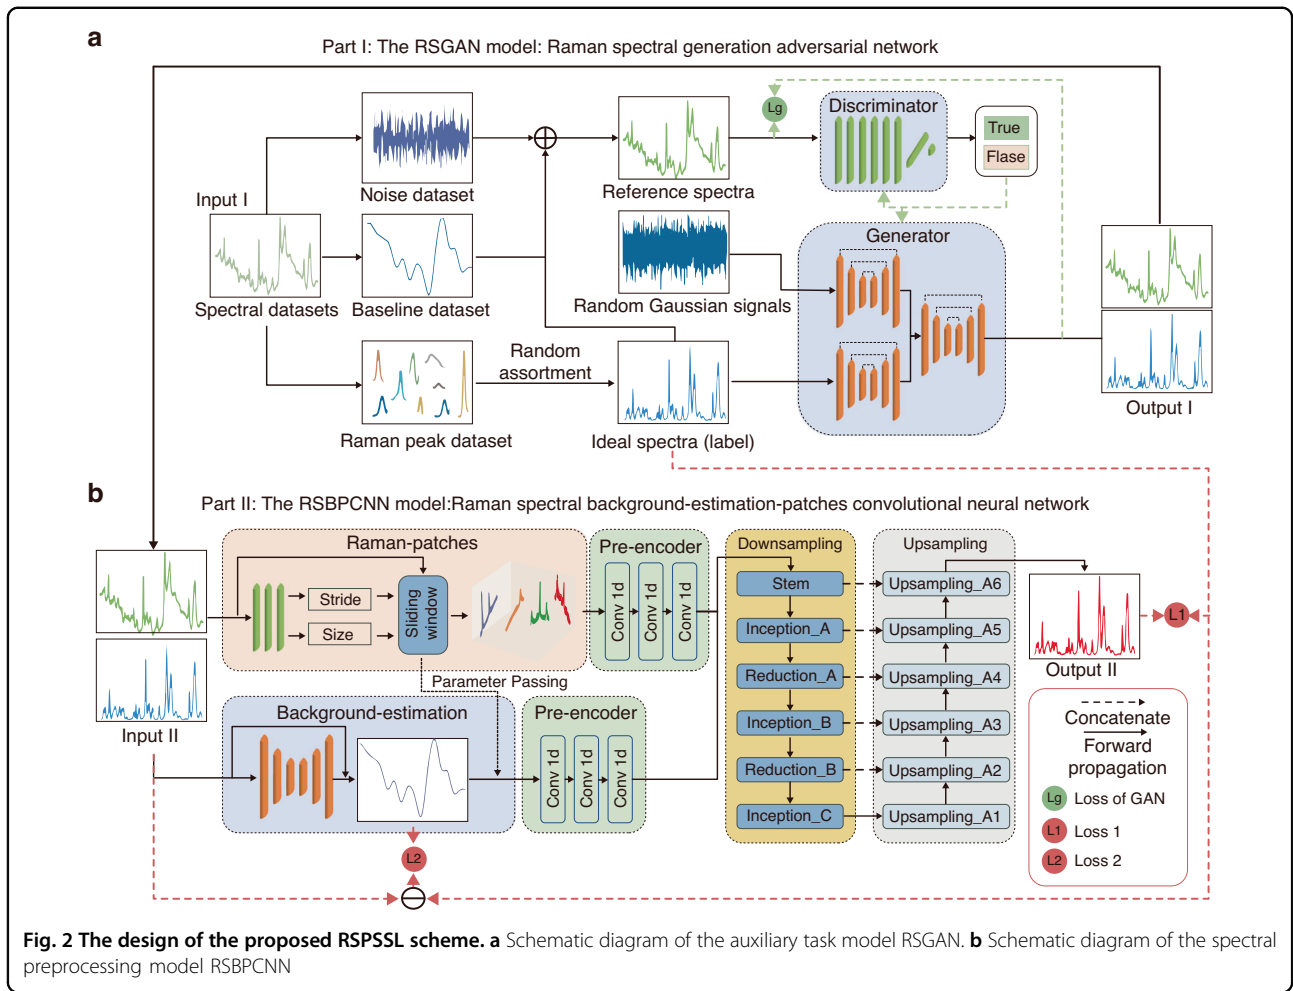 a
Part I: The RSGAN model: Raman spectral generation adversarial network
Input I
Spectral datasets
Noise dataset
Baseline dataset
Raman peak dataset
Random
assortment
Reference spectra
Random Gaussian signals
Ideal spectra (label)
Lg
Discriminator
True
Flase
Generator
Output I
b
Part II: The RSBPCNN model:Raman spectral background-estimation-patches convolutional neural network
Input II
Raman-patches
Stride
Size
Sliding
window
Parameter Passing
Pre-encoder
Conv 1d
Conv 1d
Conv 1d
Background-estimation
Pre-encoder
Conv 1d
Conv 1d
Conv 1d
L2
Downsampling
Stem
Inception_A
Reduction_A
Inception_B
Reduction_B
Inception_C
Upsampling
Upsampling_A6
Upsampling_A5
Upsampling_A4
Upsampling_A3
Upsampling_A2
Upsampling_A1
Output II
L1
Concatenate
Forward
propagation
Lg Loss of GAN
L1 Loss 1
L2 Loss 2
Fig. 2 The design of the proposed RSPSSL scheme. a Schematic diagram of the auxiliary task model RSGAN. b Schematic diagram of the spectral
preprocessing model RSBPCNN